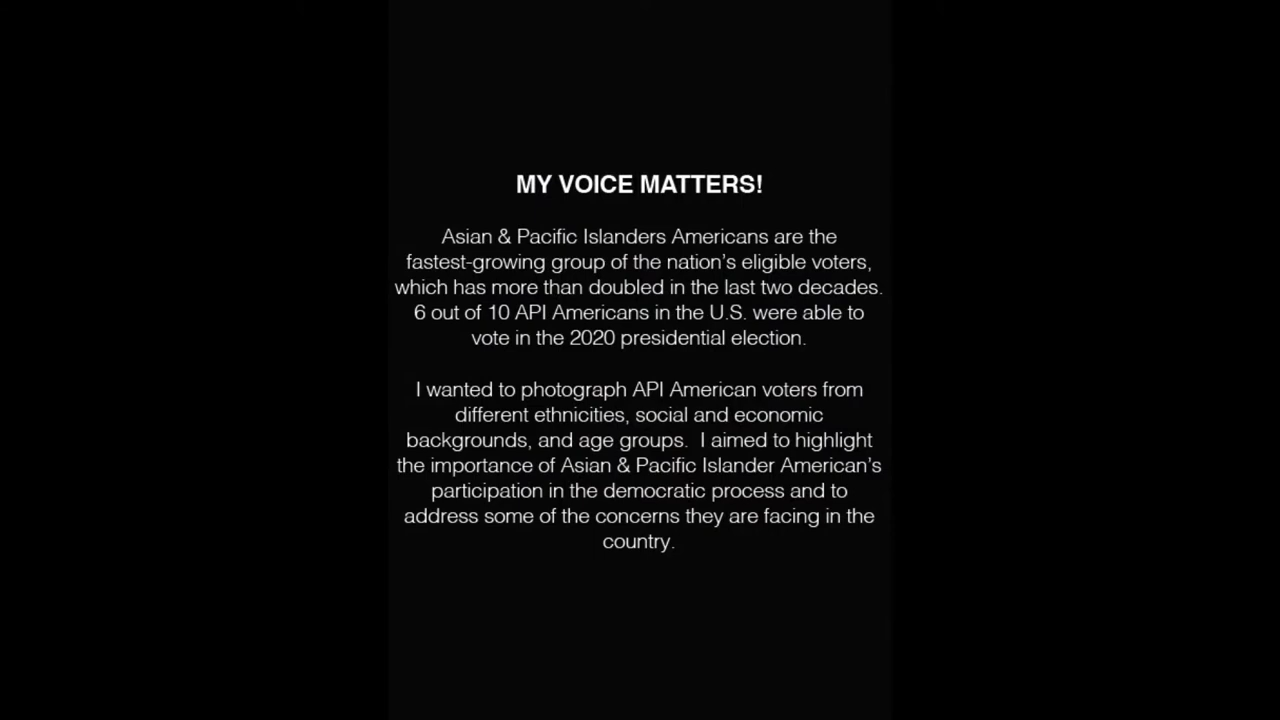 MY VOICE MATTERS!
Asian & Pacific Islanders Americans are the
fastest-growing group of the nation's eligible voters,
which has more than doubled in the last two decades.
6 out of 10 API Americans in the U.S. were able to
vote in the 2020 presidential election.
I wanted to photograph API American voters from
different ethnicities, social and economic
backgrounds, and age groups.  I aimed to highlight
the importance of Asian & Pacific Islander American's
participation in the democratic process and to
address some of the concerns they are facing in the
country.